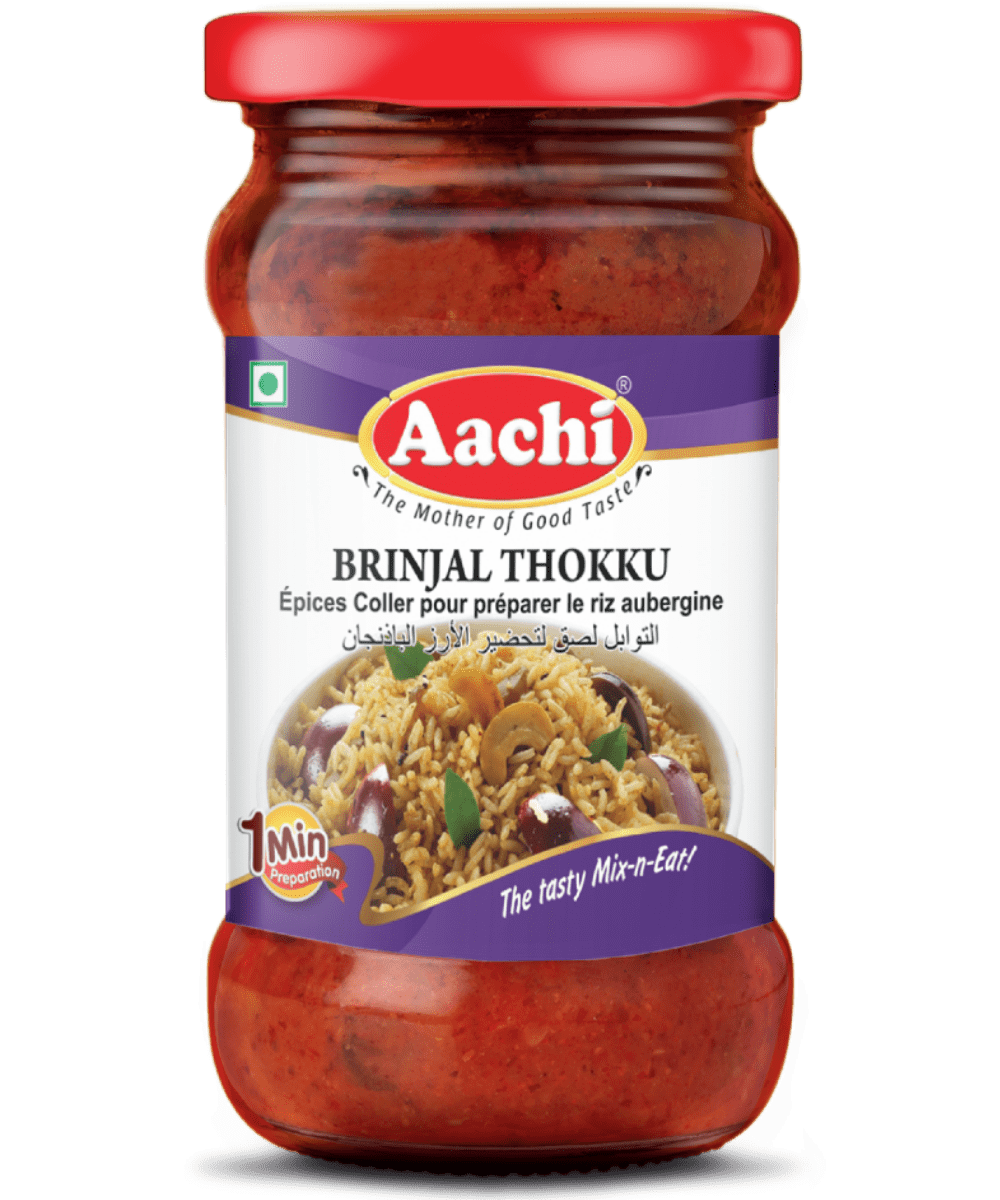 Aachi®
The Mother of Good Taste
BRINJAL THOKKU
Épices Coller pour préparer le riz aubergine
التوابل لصق لتحضير الأرز الباذنجان
1 Min
Preparation
The tasty Mix-n-Eat!